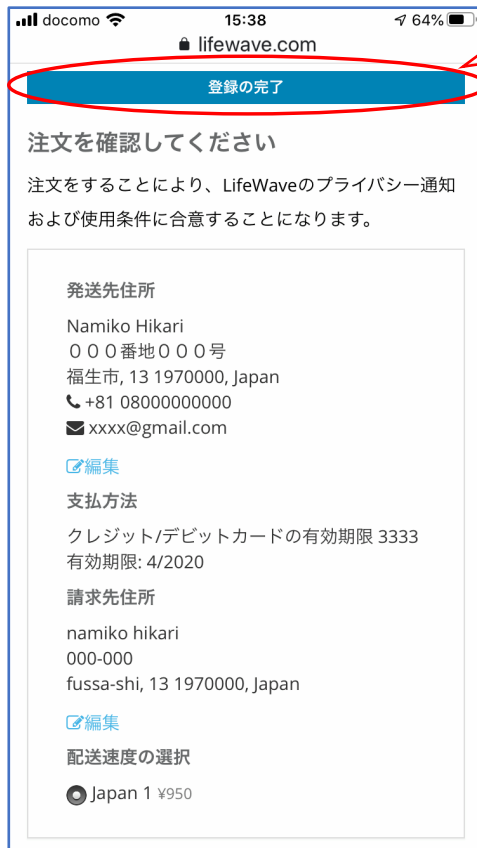 docomo 15:38 64%
lifewave.com
登録の完了
注文を確認してください
注文をすることにより、LifeWaveのプライバシー通知
および使用条件に合意することになります。
発送先住所
Namiko Hikari
０００番地０００号
福生市, 13 1970000, Japan
+81 08000000000
xxxx@gmail.com
編集
支払方法
クレジット/デビットカードの有効期限 3333
有効期限: 4/2020
請求先住所
namiko hikari
000-000
fussa-shi, 13 1970000, Japan
編集
配送速度の選択
Japan 1 ¥950